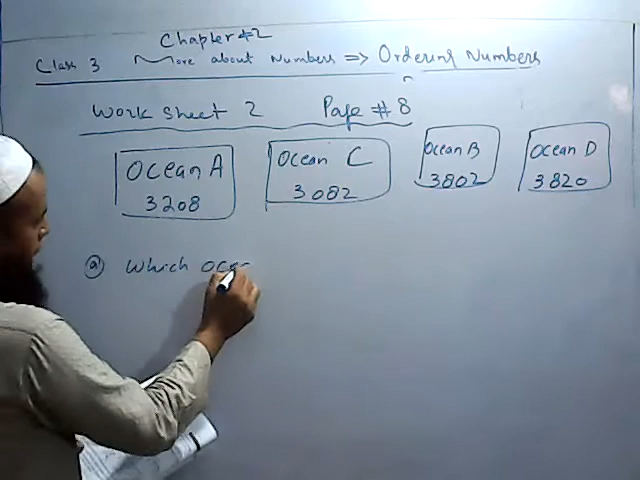 Chapter #2
Class 3 More about Numbers => Ordering Numbers
Work Sheet 2 Page # 8
Ocean A
3208
Ocean C
3082
Ocean B
3802
Ocean D
3820
(a) Which Ocea